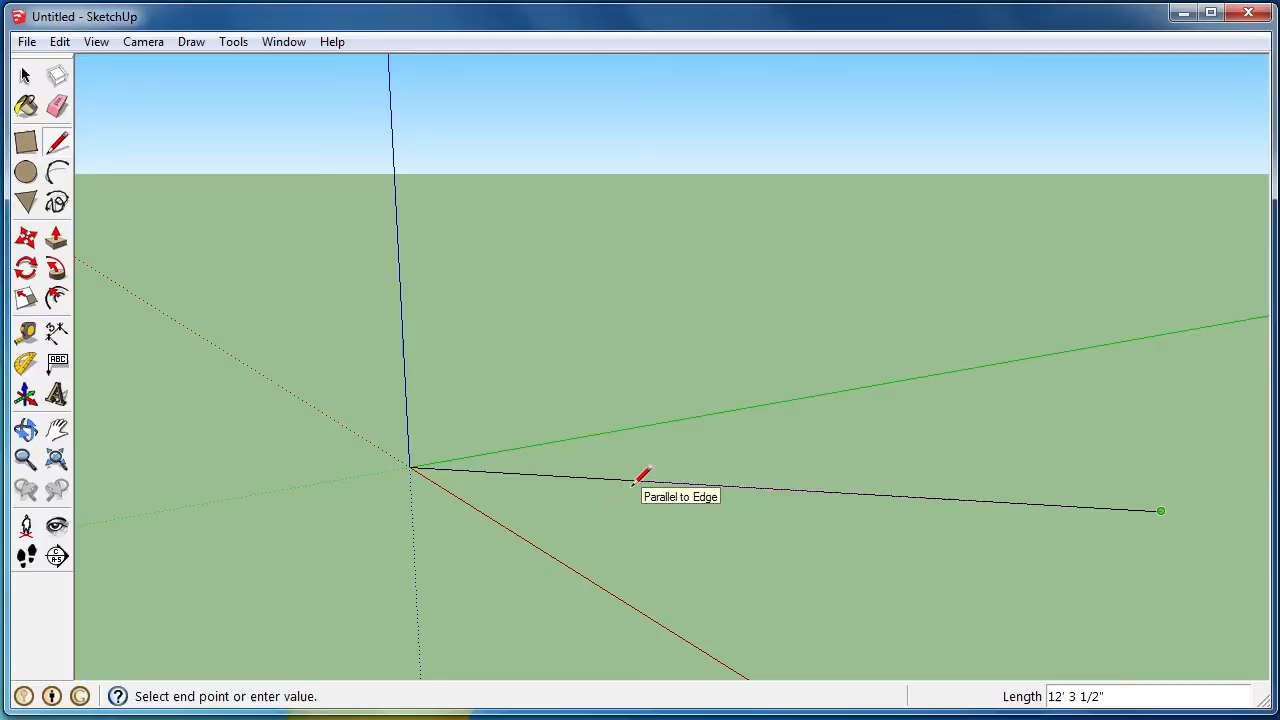 Untitled - SketchUp
File Edit View Camera Draw Tools Window Help
ABC
Parallel to Edge
Select end point or enter value.
Length 12' 3 1/2"